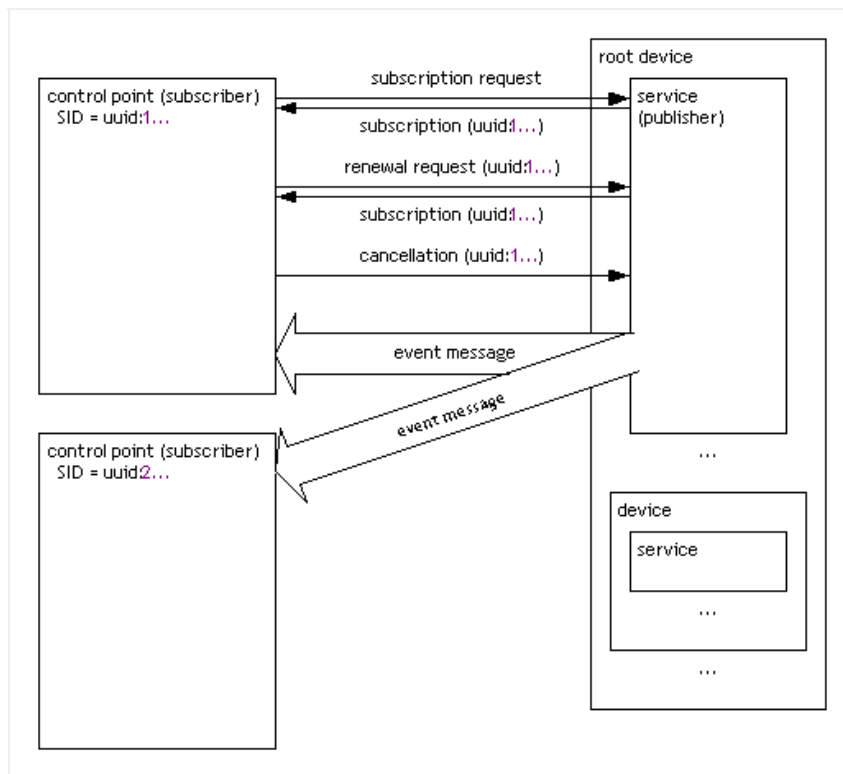 root device
subscription request
control point (subscriber)
SID = uuid:1...
service
(publisher)
subscription (uuid:1...)
renewal request (uuid:1...)
subscription (uuid:1...)
cancellation (uuid:1...)
event message
event message
control point (subscriber)
SID = uuid:2...
...
device
service
...
...